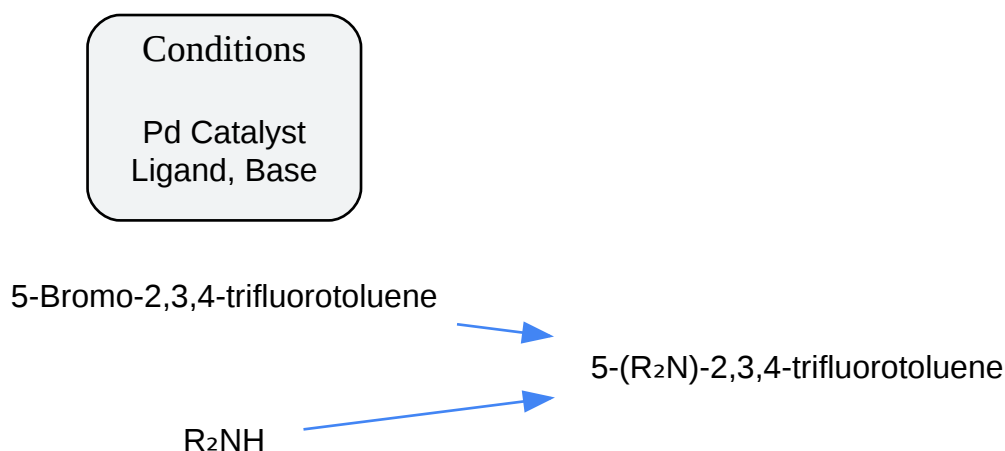 Conditions
Pd Catalyst
Ligand, Base
5-Bromo-2,3,4-trifluorotoluene
5-(R₂N)-2,3,4-trifluorotoluene
R₂NH